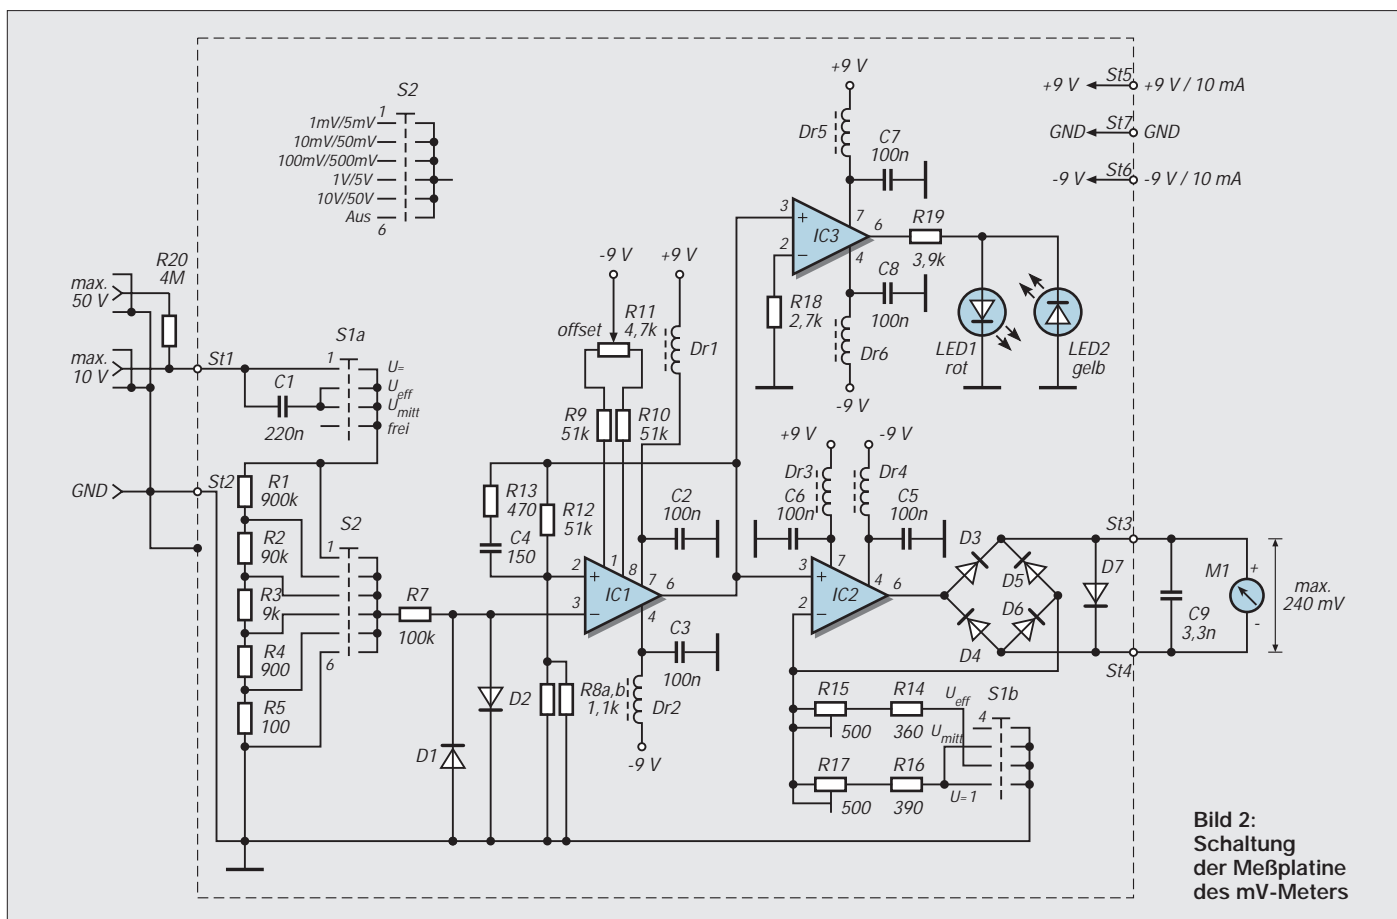 +9 V
St5
+9 V
+9 V / 10 mA
St7
GND
GND
St6
-9 V
-9 V / 10 mA
S2
1
1mV/5mV
10mV/50mV
100mV/500mV
1V/5V
10V/50V
Aus
6
Dr5
C7
100n
3
+
2
−
IC3
7
6
4
R19
3,9k
C8
100n
R18
2,7k
Dr6
-9 V
LED1
rot
LED2
gelb
R20
4M
max.
50 V
max.
10 V
St1
C1
220n
S1a
1
U=
Ueff
Umitt
frei
-9 V
+9 V
R11
4,7k
offset
Dr1
R9
51k
R10
51k
GND
St2
R1
900k
R2
90k
R3
9k
R4
900
R5
100
S2
1
6
R7
100k
R13
470
C4
150
R12
51k
C2
100n
2
+
3
−
IC1
1
8
7
6
4
C3
100n
D1
D2
R8a,b
1,1k
Dr2
-9 V
+9 V
-9 V
Dr3
Dr4
C6
100n
C5
100n
3
+
2
−
IC2
7
4
6
D3
D5
D6
D4
D7
St3
St4
C9
3,3n
M1
+
-
max.
240 mV
R15
500
R14
360
Ueff
S1b
4
Umitt
R17
500
R16
390
U= 1
Bild 2:
Schaltung
der Meßplatine
des mV-Meters